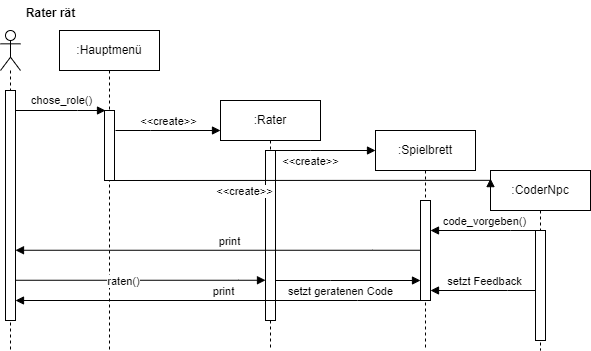 Rater rät
:Hauptmenü
chose_role()
<<create>>
:Rater
<<create>>
:Spielbrett
<<create>>
:CoderNpc
code_vorgeben()
print
raten()
setzt Feedback
print
setzt geratenen Code